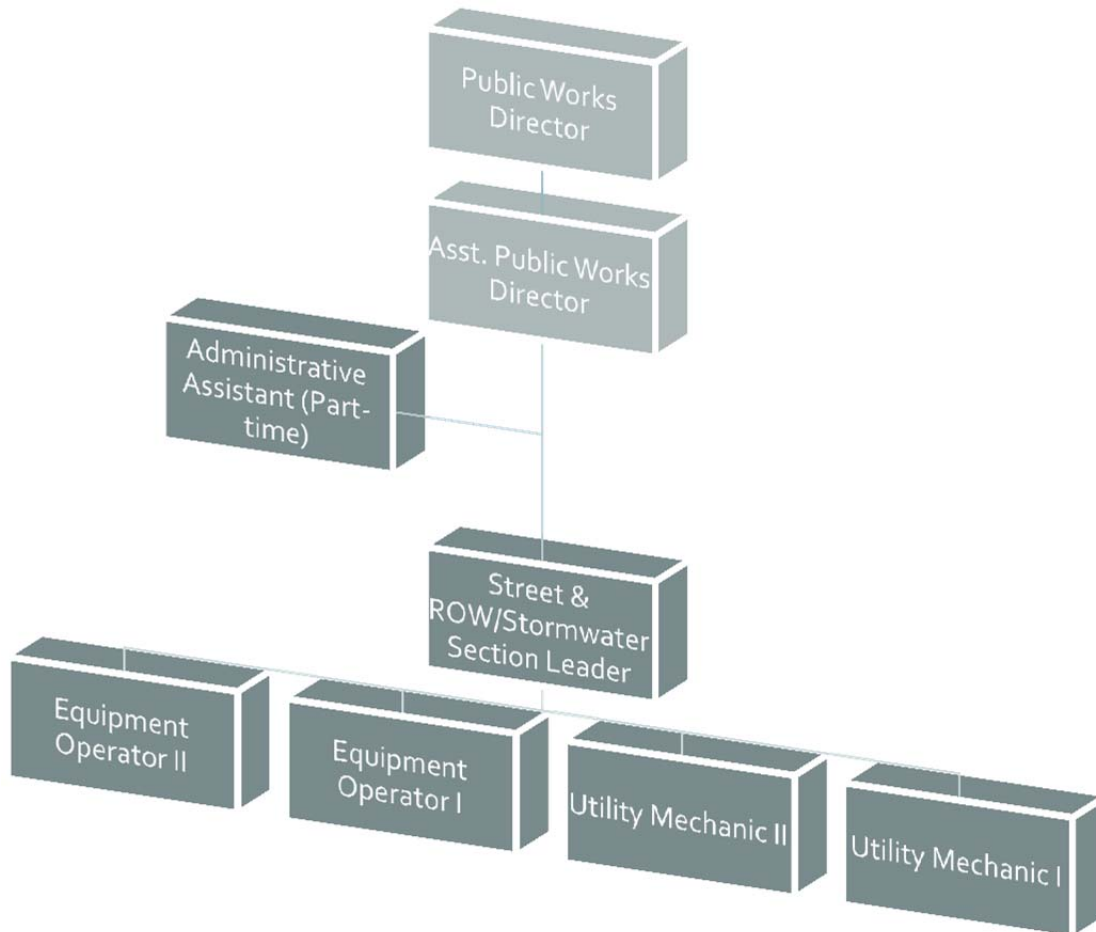 Public Works
Director
Asst. Public Works
Director
Administrative
Assistant (Part-
time)
Street &
ROW/Stormwater
Section Leader
Equipment
Operator II
Equipment
Operator I
Utility Mechanic II
Utility Mechanic I